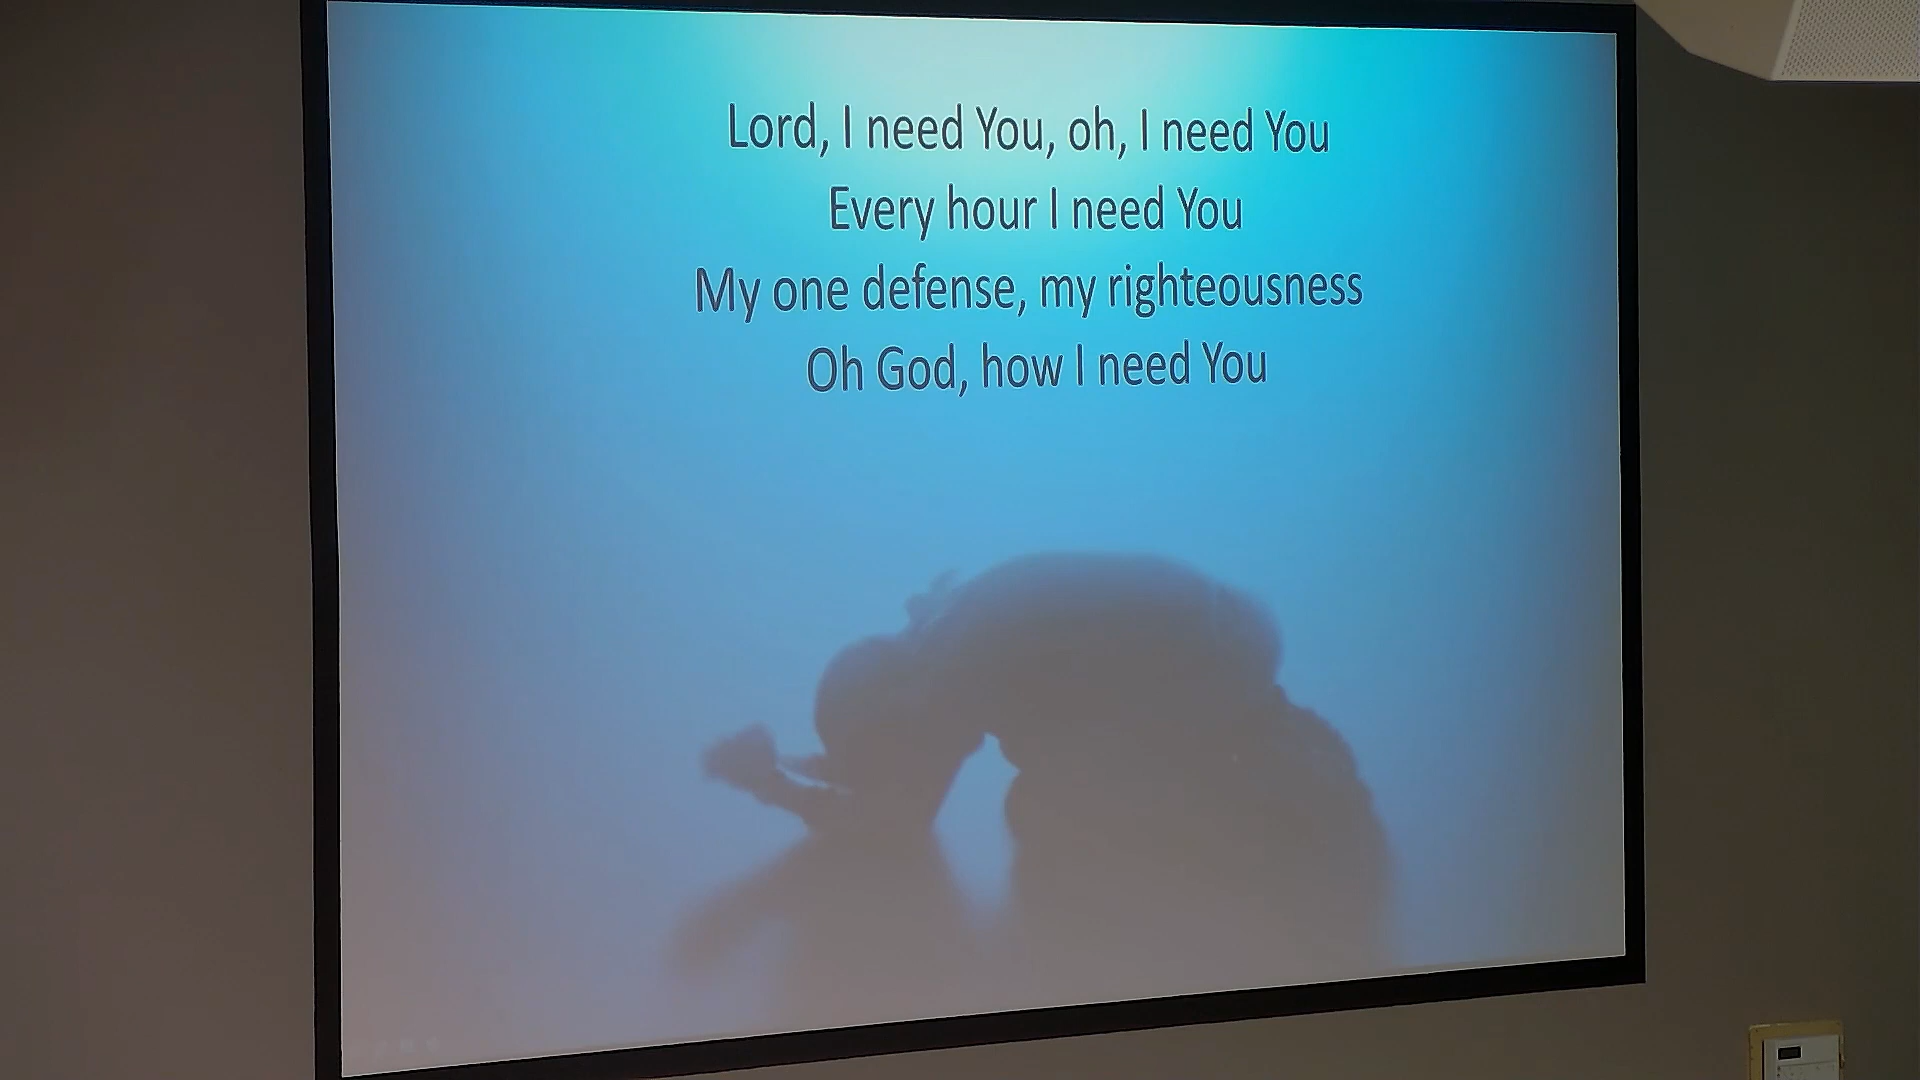 Lord, I need You, oh, I need You
Every hour I need You
My one defense, my righteousness
Oh God, how I need You